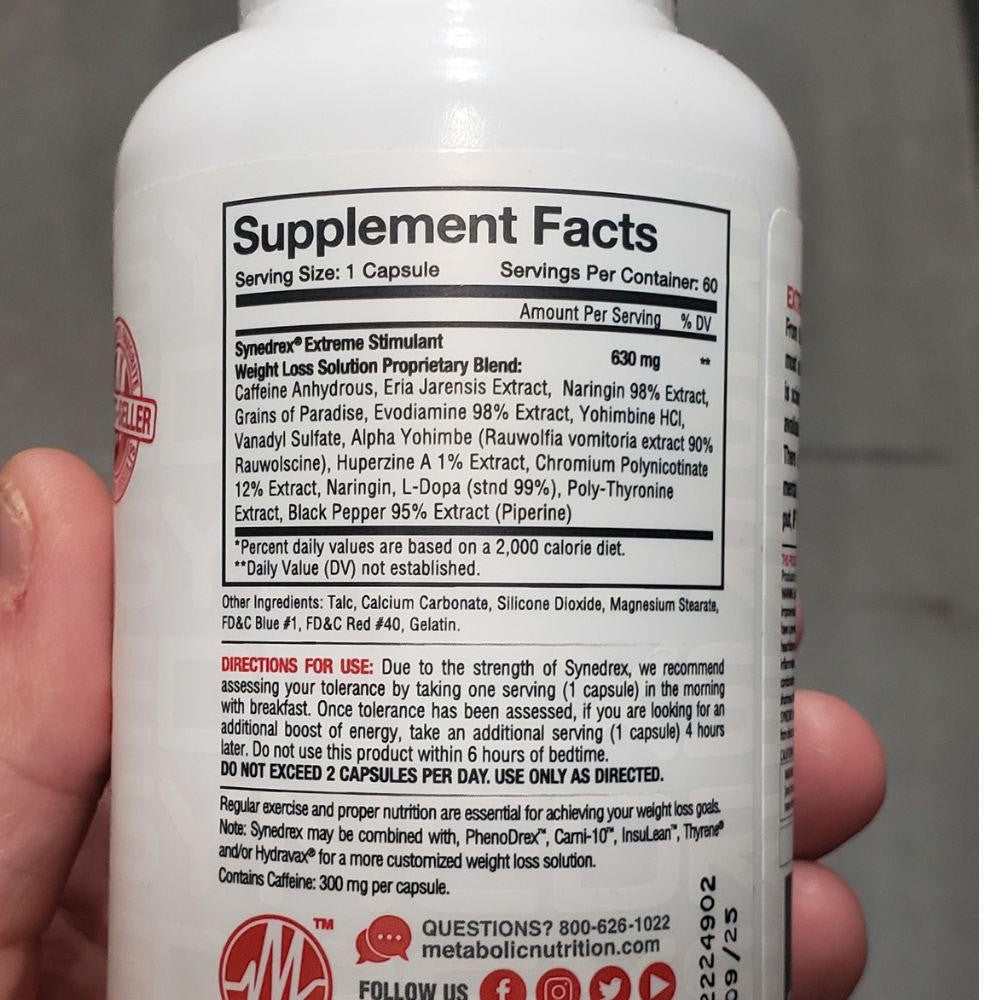 Supplement Facts
Serving Size: 1 Capsule Servings Per Container: 60
Amount Per Serving % DV
Synedrex® Extreme Stimulant
Weight Loss Solution Proprietary Blend: 630 mg **
Caffeine Anhydrous, Eria Jarensis Extract, Naringin 98% Extract,
Grains of Paradise, Evodiamine 98% Extract, Yohimbine HCl,
Vanadyl Sulfate, Alpha Yohimbe (Rauwolfia vomitoria extract 90%
Rauwolscine), Huperzine A 1% Extract, Chromium Polynicotinate
12% Extract, Naringin, L-Dopa (stnd 99%), Poly-Thyronine
Extract, Black Pepper 95% Extract (Piperine)
*Percent daily values are based on a 2,000 calorie diet.
**Daily Value (DV) not established.
Other Ingredients: Talc, Calcium Carbonate, Silicone Dioxide, Magnesium Stearate,
FD&C Blue #1, FD&C Red #40, Gelatin.
DIRECTIONS FOR USE: Due to the strength of Synedrex, we recommend
assessing your tolerance by taking one serving (1 capsule) in the morning
with breakfast. Once tolerance has been assessed, if you are looking for an
additional boost of energy, take an additional serving (1 capsule) 4 hours
later. Do not use this product within 6 hours of bedtime.
DO NOT EXCEED 2 CAPSULES PER DAY. USE ONLY AS DIRECTED.
Regular exercise and proper nutrition are essential for achieving your weight loss goals.
Note: Synedrex may be combined with, PhenoDrex™, Carni-10™, InsuLean™, Thyrene®
and/or Hydravax® for a more customized weight loss solution.
Contains Caffeine: 300 mg per capsule.
TM
QUESTIONS? 800-626-1022
metabolicnutrition.com
FOLLOW US
2224902
09/25